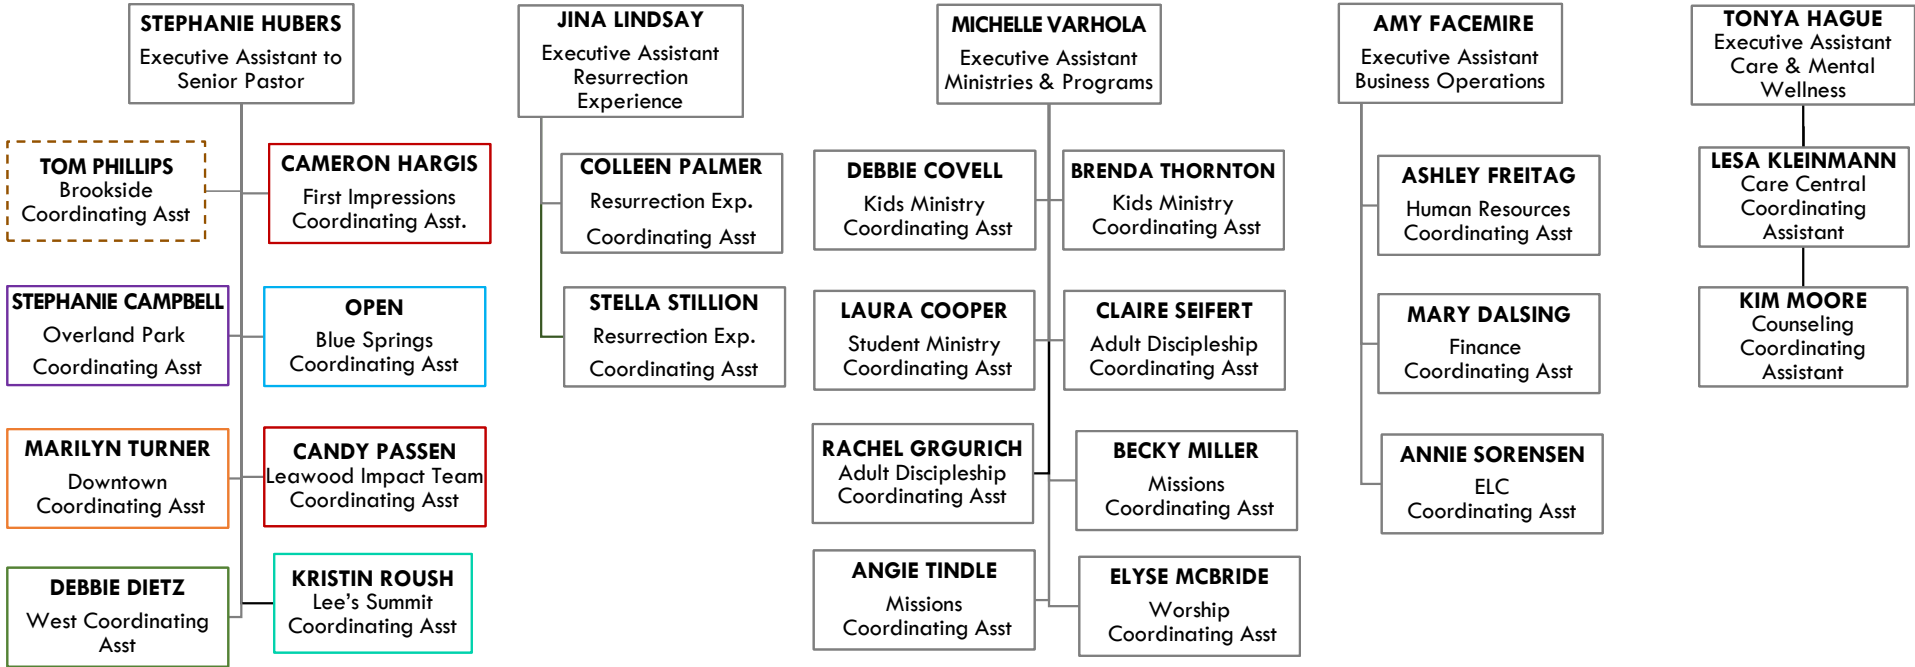 STEPHANIE HUBERS
Executive Assistant to
Senior Pastor
TOM PHILLIPS
Brookside
Coordinating Asst
CAMERON HARGIS
First Impressions
Coordinating Asst.
STEPHANIE CAMPBELL
Overland Park
Coordinating Asst
OPEN
Blue Springs
Coordinating Asst
MARILYN TURNER
Downtown
Coordinating Asst
CANDY PASSEN
Leawood Impact Team
Coordinating Asst
DEBBIE DIETZ
West Coordinating
Asst
KRISTIN ROUSH
Lee's Summit
Coordinating Asst
JINA LINDSAY
Executive Assistant
Resurrection
Experience
COLLEEN PALMER
Resurrection Exp.
Coordinating Asst
STELLA STILLION
Resurrection Exp.
Coordinating Asst
MICHELLE VARHOLA
Executive Assistant
Ministries & Programs
DEBBIE COVELL
Kids Ministry
Coordinating Asst
BRENDA THORNTON
Kids Ministry
Coordinating Asst
LAURA COOPER
Student Ministry
Coordinating Asst
CLAIRE SEIFERT
Adult Discipleship
Coordinating Asst
RACHEL GRGURICH
Adult Discipleship
Coordinating Asst
BECKY MILLER
Missions
Coordinating Asst
ANGIE TINDLE
Missions
Coordinating Asst
ELYSE MCBRIDE
Worship
Coordinating Asst
AMY FACEMIRE
Executive Assistant
Business Operations
ASHLEY FREITAG
Human Resources
Coordinating Asst
MARY DALSING
Finance
Coordinating Asst
ANNIE SORENSEN
ELC
Coordinating Asst
TONYA HAGUE
Executive Assistant
Care & Mental
Wellness
LESA KLEINMANN
Care Central
Coordinating
Assistant
KIM MOORE
Counseling
Coordinating
Assistant